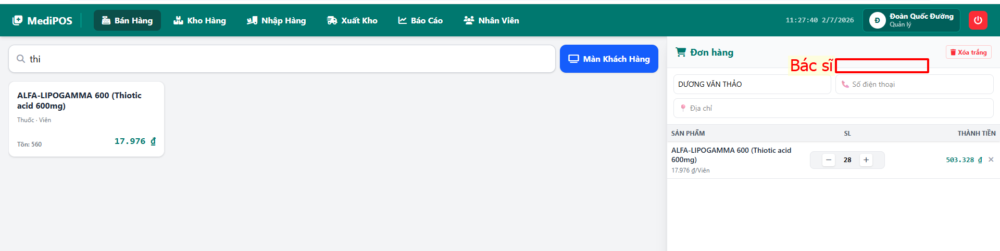 MediPOS
Bán Hàng
Kho Hàng
Nhập Hàng
Xuất Kho
Báo Cáo
Nhân Viên
11:27:40 2/7/2026
Đ
Đoàn Quốc Đường
Quản lý
thi
Màn Khách Hàng
ALFA-LIPOGAMMA 600 (Thiotic
acid 600mg)
Thuốc · Viên
Tồn: 560
17.976 ₫
Đơn hàng
Xóa trắng
Bác sĩ
DƯƠNG VĂN THẢO
Số điện thoại
Địa chỉ
SẢN PHẨM
SL
THÀNH TIỀN
ALFA-LIPOGAMMA 600 (Thiotic acid
600mg)
17.976 ₫/Viên
− 28 +
503.328 ₫ ×